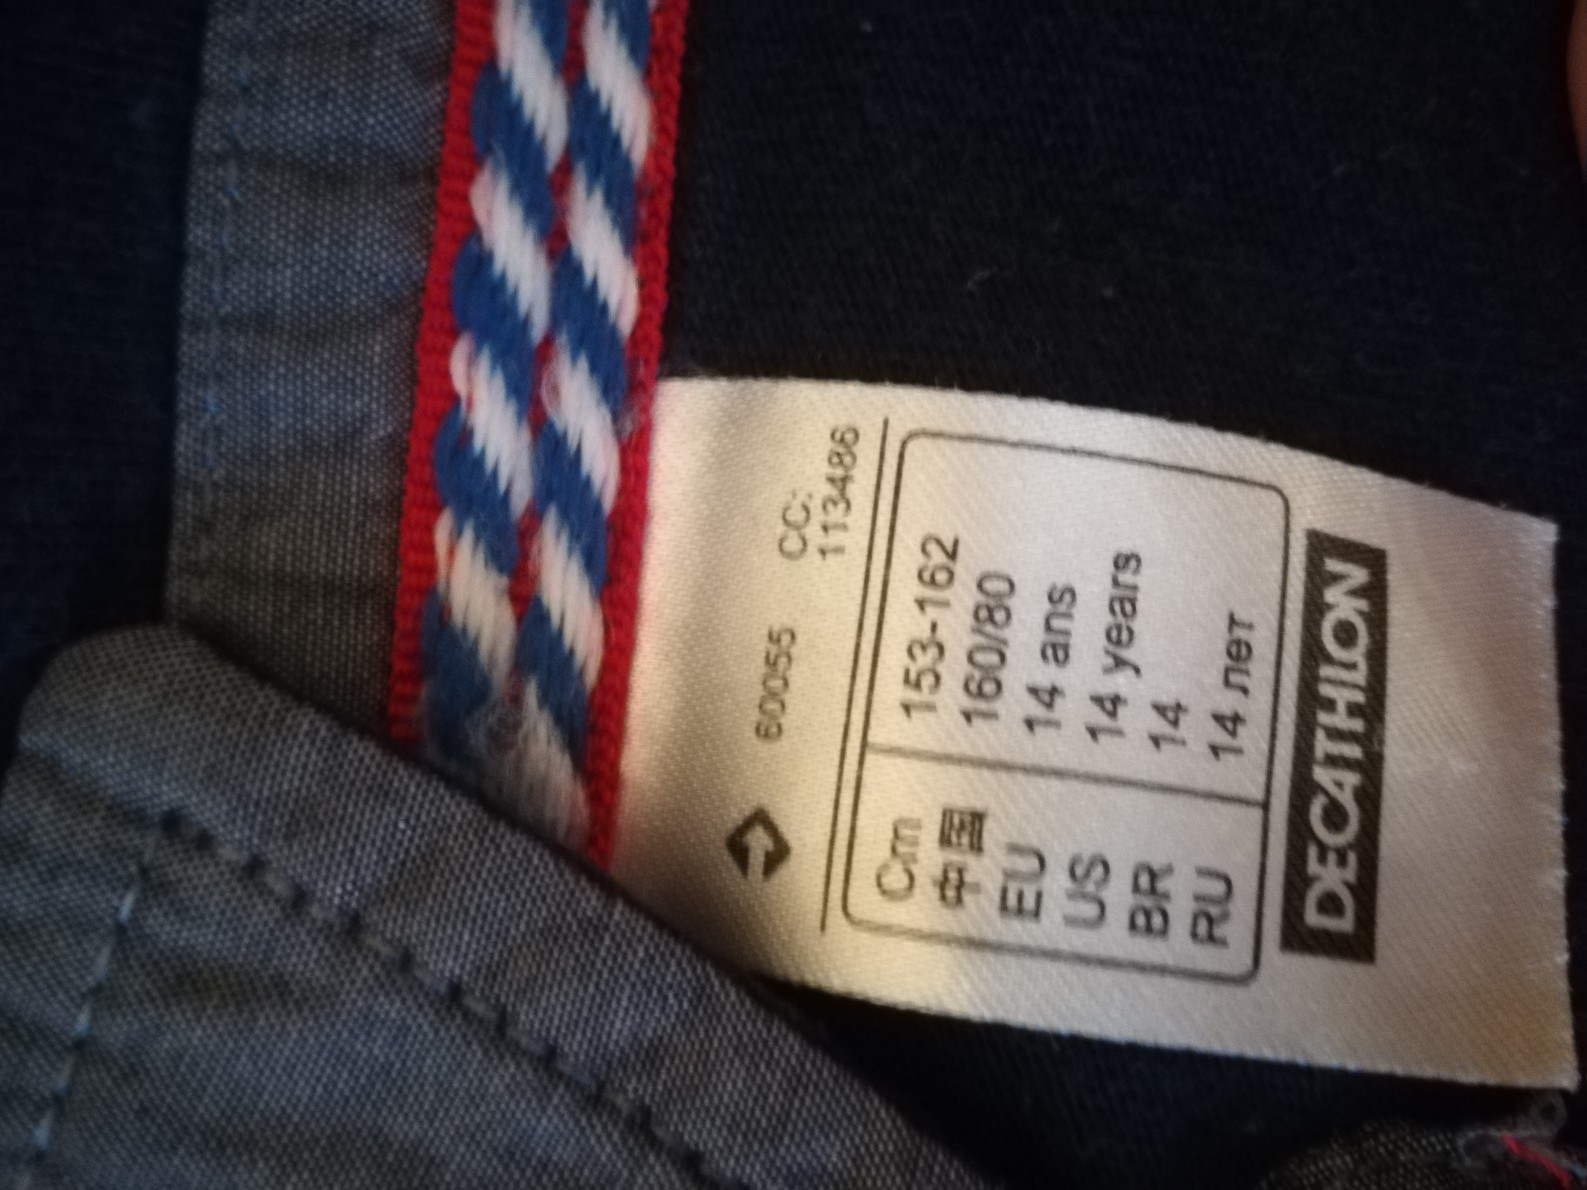 60055 CC:
113486
Cm 153-162
中国 160/80
EU 14 ans
US 14 years
BR 14
RU 14 лет
DECATHLON